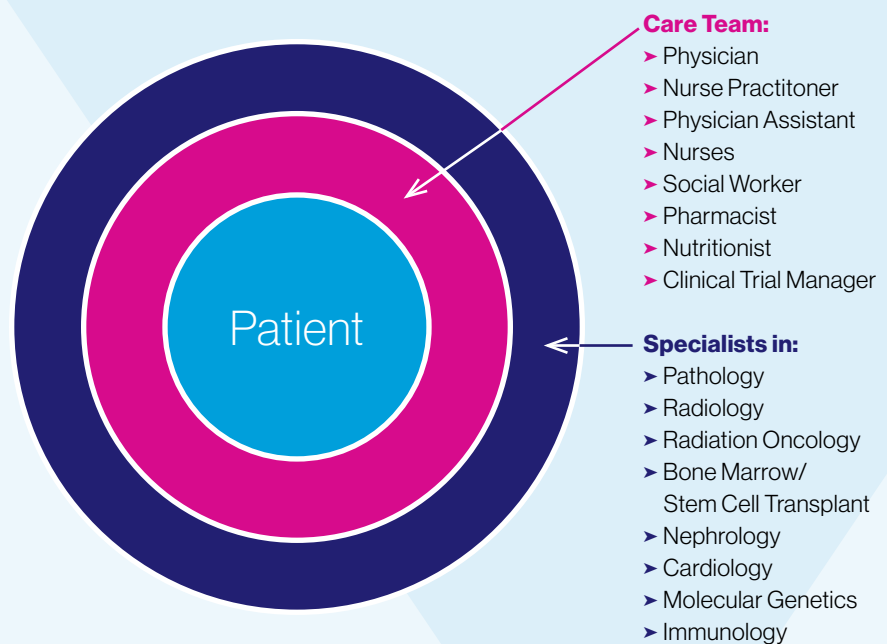 Patient
Care Team:
➤ Physician
➤ Nurse Practitoner
➤ Physician Assistant
➤ Nurses
➤ Social Worker
➤ Pharmacist
➤ Nutritionist
➤ Clinical Trial Manager
Specialists in:
➤ Pathology
➤ Radiology
➤ Radiation Oncology
➤ Bone Marrow/
Stem Cell Transplant
➤ Nephrology
➤ Cardiology
➤ Molecular Genetics
➤ Immunology